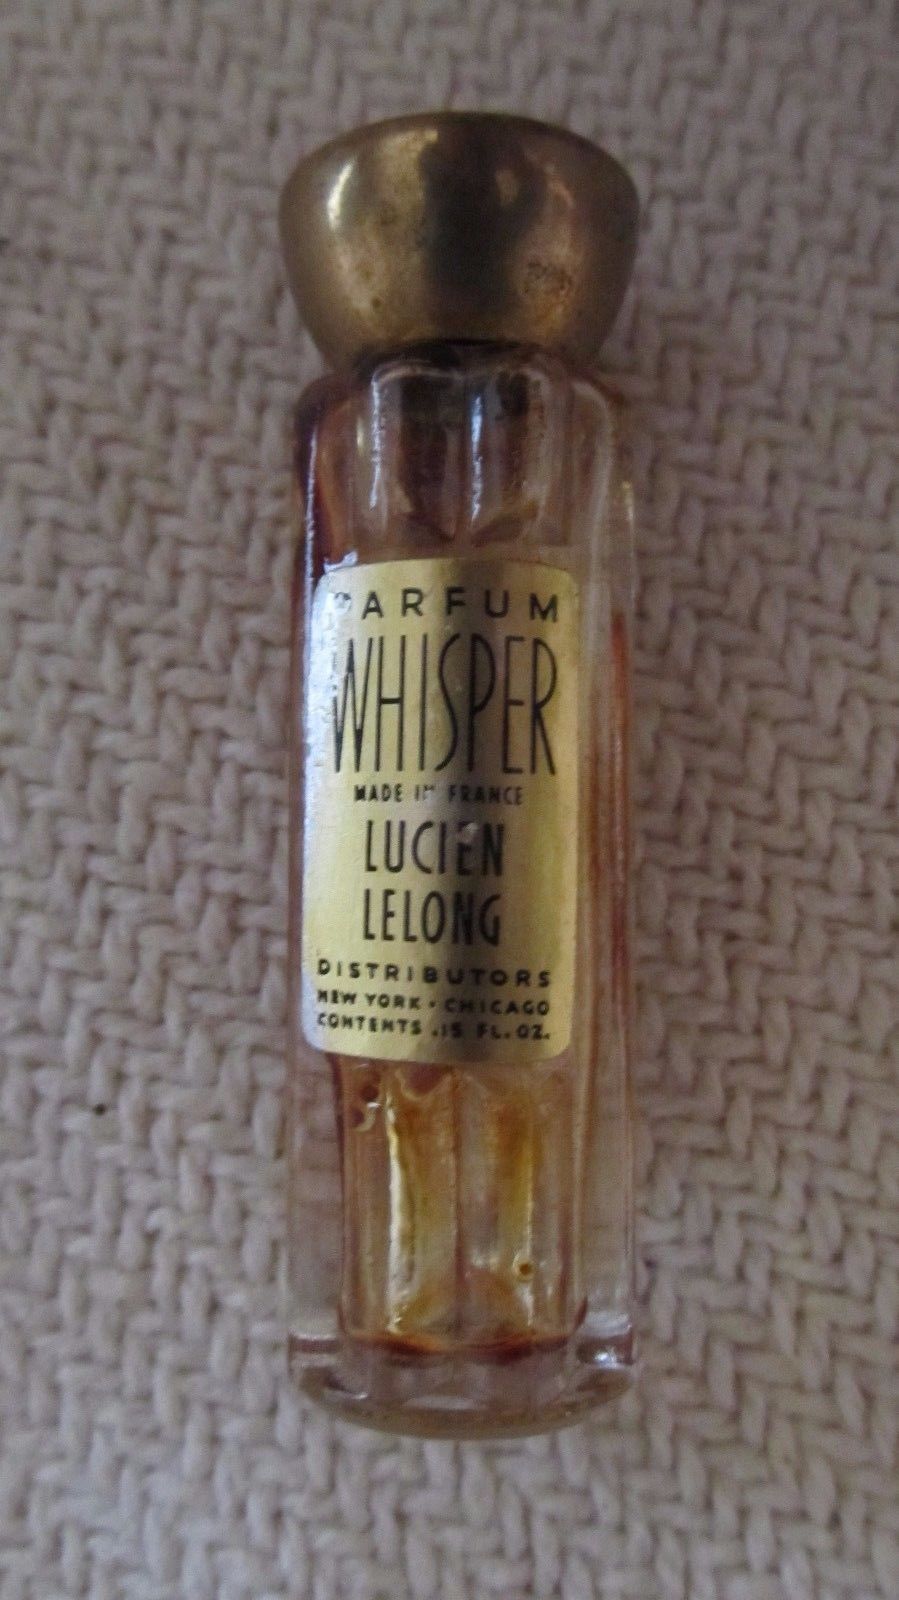 PARFUM
WHISPER
MADE IN FRANCE
LUCIEN
LELONG
DISTRIBUTORS
NEW YORK • CHICAGO
CONTENTS .15 FL. OZ.